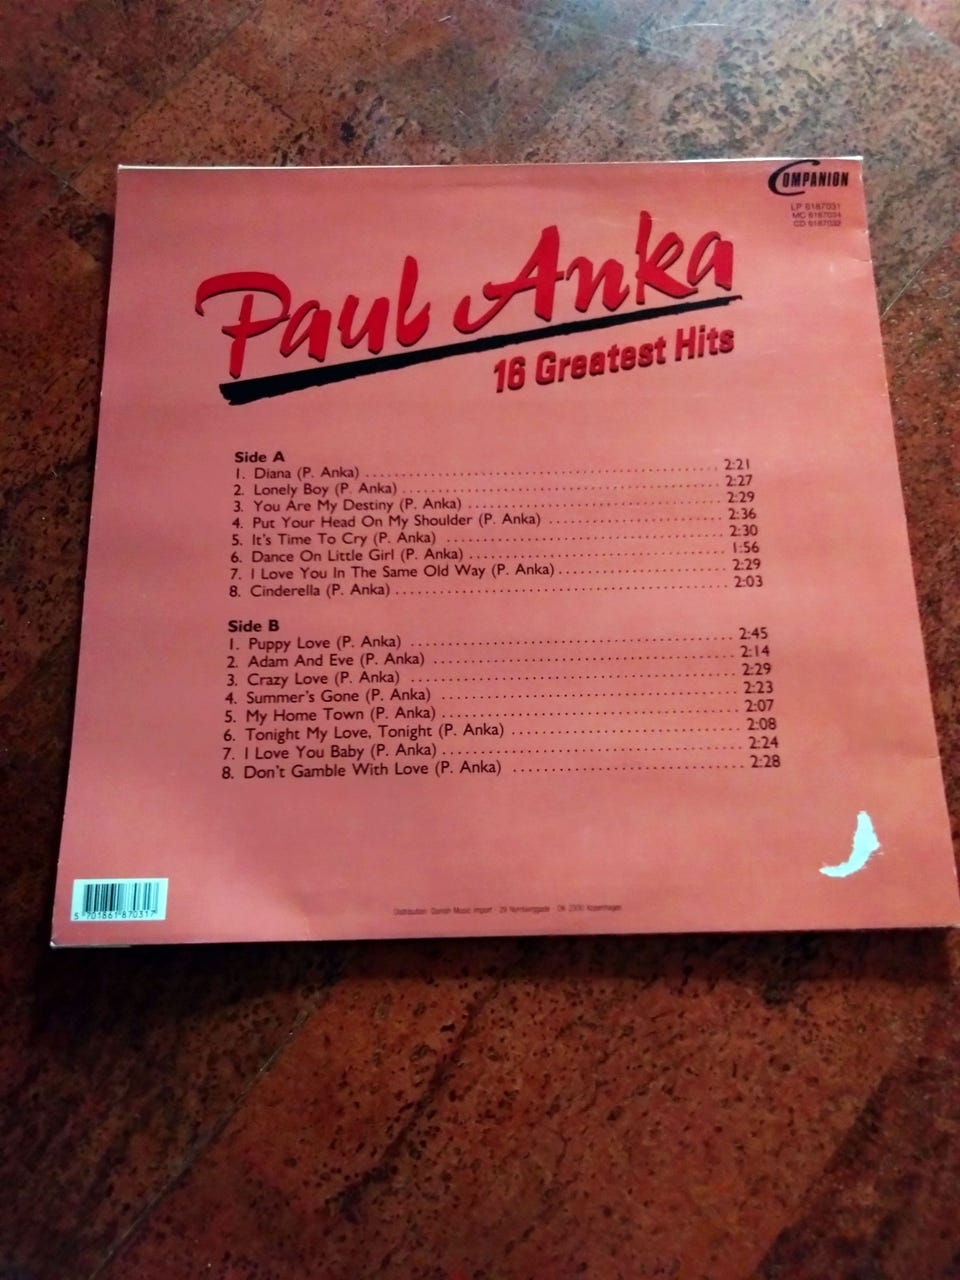 COMPANION
LP 6187031
MC 6187034
CD 6187032
Paul Anka
16 Greatest Hits
Side A
1. Diana (P. Anka) 2:21
2. Lonely Boy (P. Anka) 2:27
3. You Are My Destiny (P. Anka) 2:29
4. Put Your Head On My Shoulder (P. Anka) 2:36
5. It's Time To Cry (P. Anka) 2:30
6. Dance On Little Girl (P. Anka) 1:56
7. I Love You In The Same Old Way (P. Anka) 2:29
8. Cinderella (P. Anka) 2:03
Side B
1. Puppy Love (P. Anka) 2:45
2. Adam And Eve (P. Anka) 2:14
3. Crazy Love (P. Anka) 2:29
4. Summer's Gone (P. Anka) 2:23
5. My Home Town (P. Anka) 2:07
6. Tonight My Love, Tonight (P. Anka) 2:08
7. I Love You Baby (P. Anka) 2:24
8. Don't Gamble With Love (P. Anka) 2:28
5 701861 870317
Distribution: Danish Music Import - 29